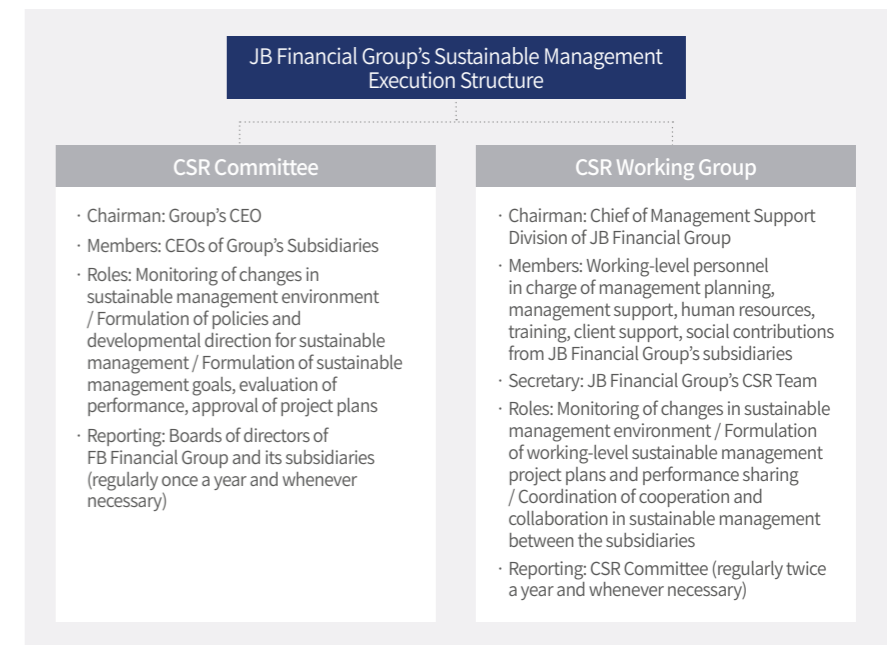 JB Financial Group’s Sustainable Management
Execution Structure
CSR Committee
· Chairman: Group’s CEO
· Members: CEOs of Group’s Subsidiaries
· Roles: Monitoring of changes in
sustainable management environment
/ Formulation of policies and
developmental direction for sustainable
management / Formulation of sustainable
management goals, evaluation of
performance, approval of project plans
· Reporting: Boards of directors of
FB Financial Group and its subsidiaries
(regularly once a year and whenever
necessary)
CSR Working Group
· Chairman: Chief of Management Support
Division of JB Financial Group
· Members: Working-level personnel
in charge of management planning,
management support, human resources,
training, client support, social contributions
from JB Financial Group’s subsidiaries
· Secretary: JB Financial Group’s CSR Team
· Roles: Monitoring of changes in sustainable
management environment / Formulation
of working-level sustainable management
project plans and performance sharing
/ Coordination of cooperation and
collaboration in sustainable management
between the subsidiaries
· Reporting: CSR Committee (regularly twice
a year and whenever necessary)